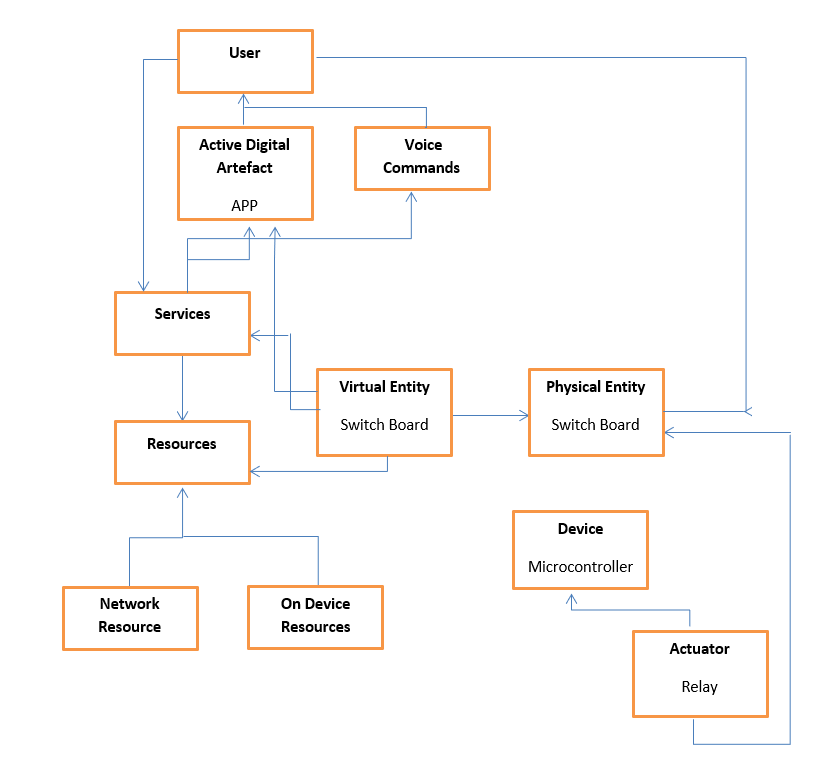 User
Active Digital
Artefact
APP
Voice
Commands
Services
Virtual Entity
Switch Board
Physical Entity
Switch Board
Resources
Device
Microcontroller
Network
Resource
On Device
Resources
Actuator
Relay